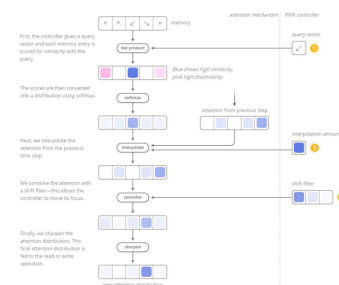 attention mechanism
RNN controller
memory
First, the controller gives a query
vector and each memory entry is
scored for similarity with the
query.
dot product
query vector
Blue shows high similarity,
pink high dissimilarity.
The scores are then converted
into a distribution using softmax.
softmax
attention from previous step
Next, we interpolate the
attention from the previous
time step.
interpolate
interpolation amoun
We convolve the attention with
a shift filter—this allows the
controller to move its focus.
shift filter
convolve
Finally, we sharpen the
attention distribution. This
final attention distribution is
fed to the read or write
operation.
sharpen
new attention distribution